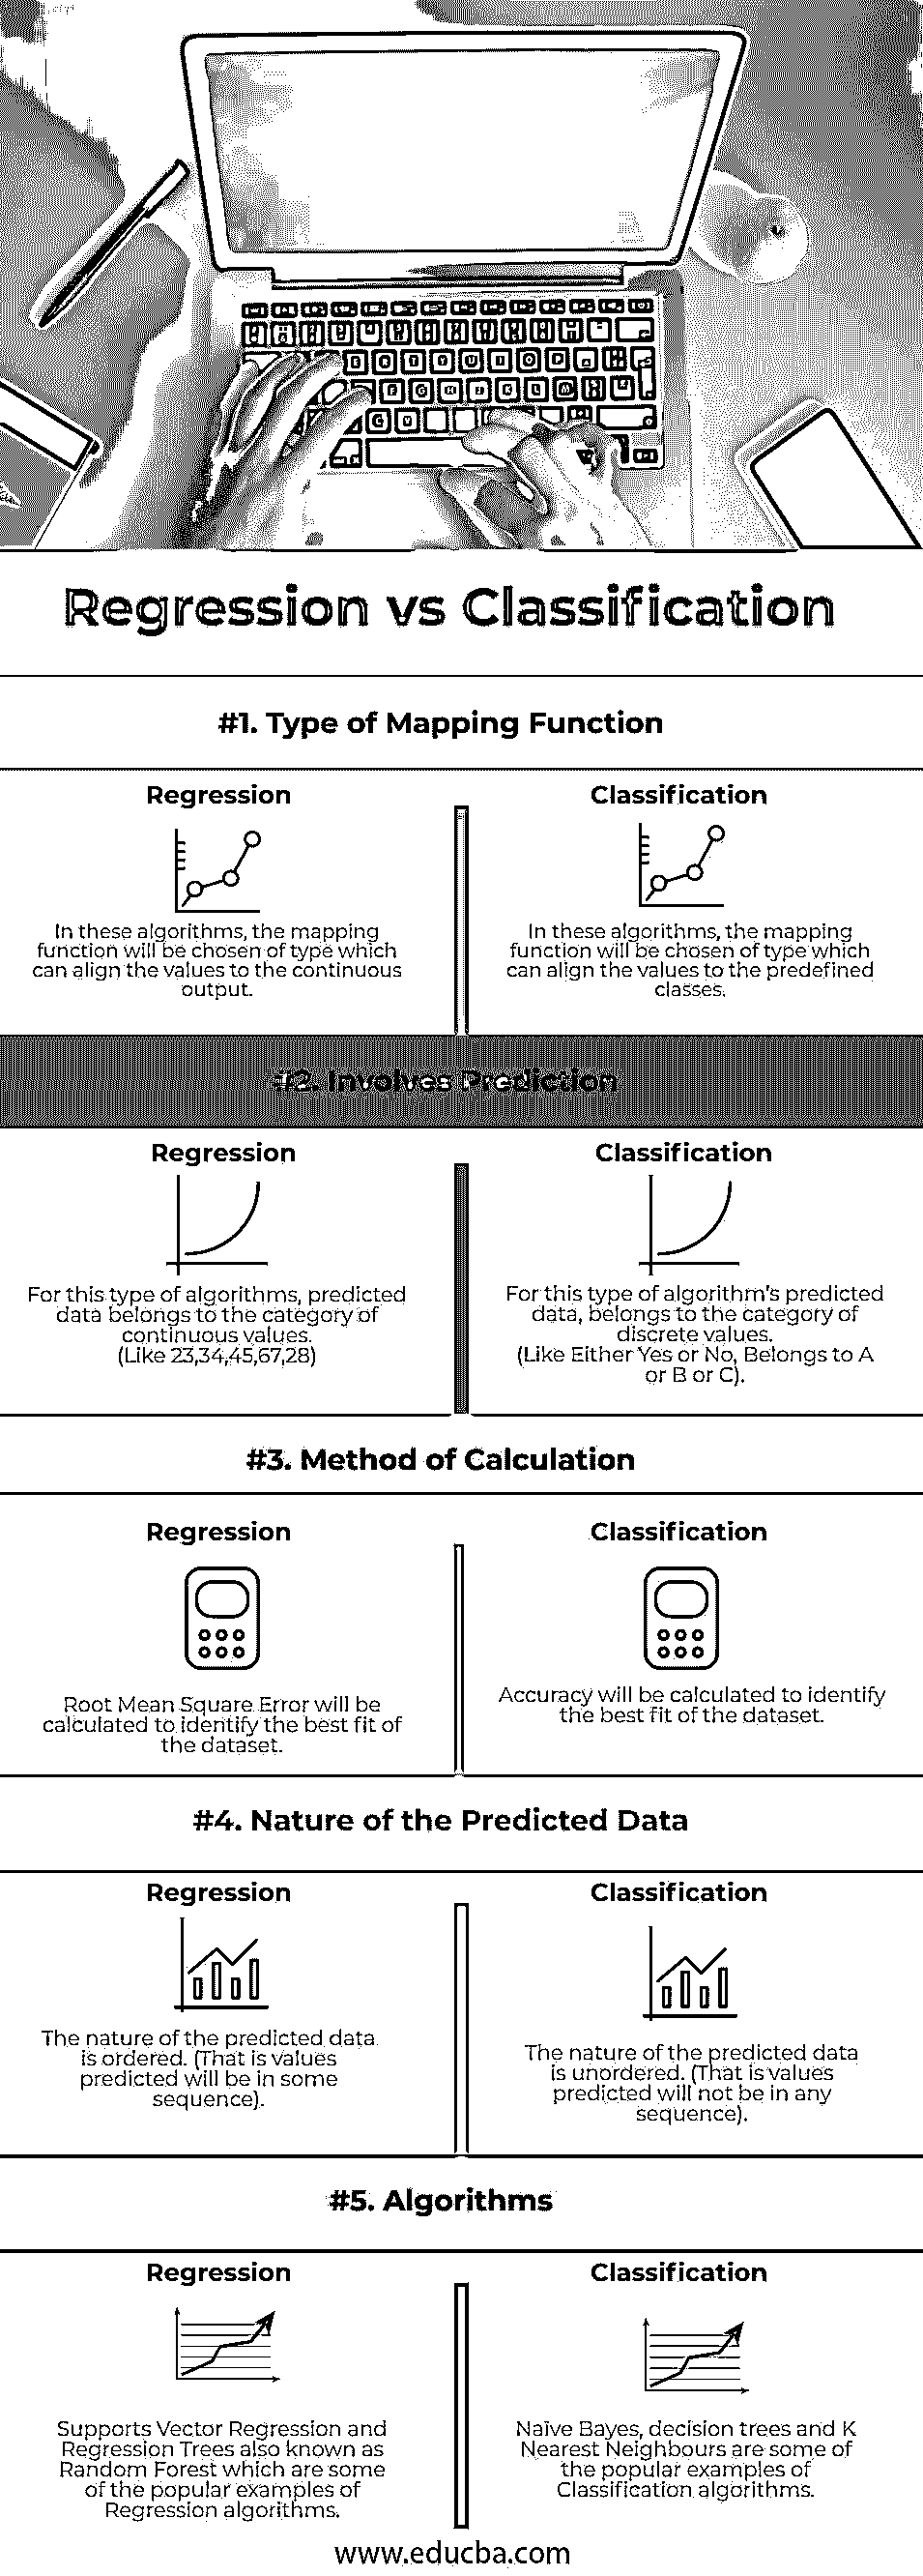 Regression vs Classification
#1. Type of Mapping Function
Regression
In these algorithms, the mapping
function will be chosen of type which
can align the values to the continuous
output.
Classification
In these algorithms, the mapping
function will be chosen of type which
can align the values to the predefined
classes.
#2. Involves Prediction
Regression
For this type of algorithms, predicted
data belongs to the category of
continuous values.
(Like 23,34,45,67,28)
Classification
For this type of algorithm's predicted
data, belongs to the category of
discrete values.
(Like Either Yes or No, Belongs to A
or B or C).
#3. Method of Calculation
Regression
Root Mean Square Error will be
calculated to identify the best fit of
the dataset.
Classification
Accuracy will be calculated to identify
the best fit of the dataset.
#4. Nature of the Predicted Data
Regression
The nature of the predicted data
is ordered. (That is values
predicted will be in some
sequence).
Classification
The nature of the predicted data
is unordered. (That is values
predicted will not be in any
sequence).
#5. Algorithms
Regression
Supports Vector Regression and
Regression Trees also known as
Random Forest which are some
of the popular examples of
Regression algorithms.
Classification
Naïve Bayes, decision trees and K
Nearest Neighbours are some of
the popular examples of
Classification algorithms.
www.educba.com